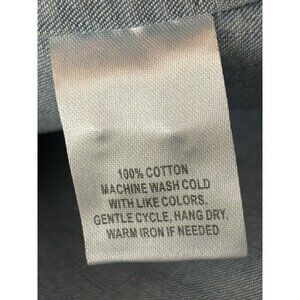 100% COTTON
MACHINE WASH COLD
WITH LIKE COLORS.
GENTLE CYCLE, HANG DRY.
WARM IRON IF NEEDED